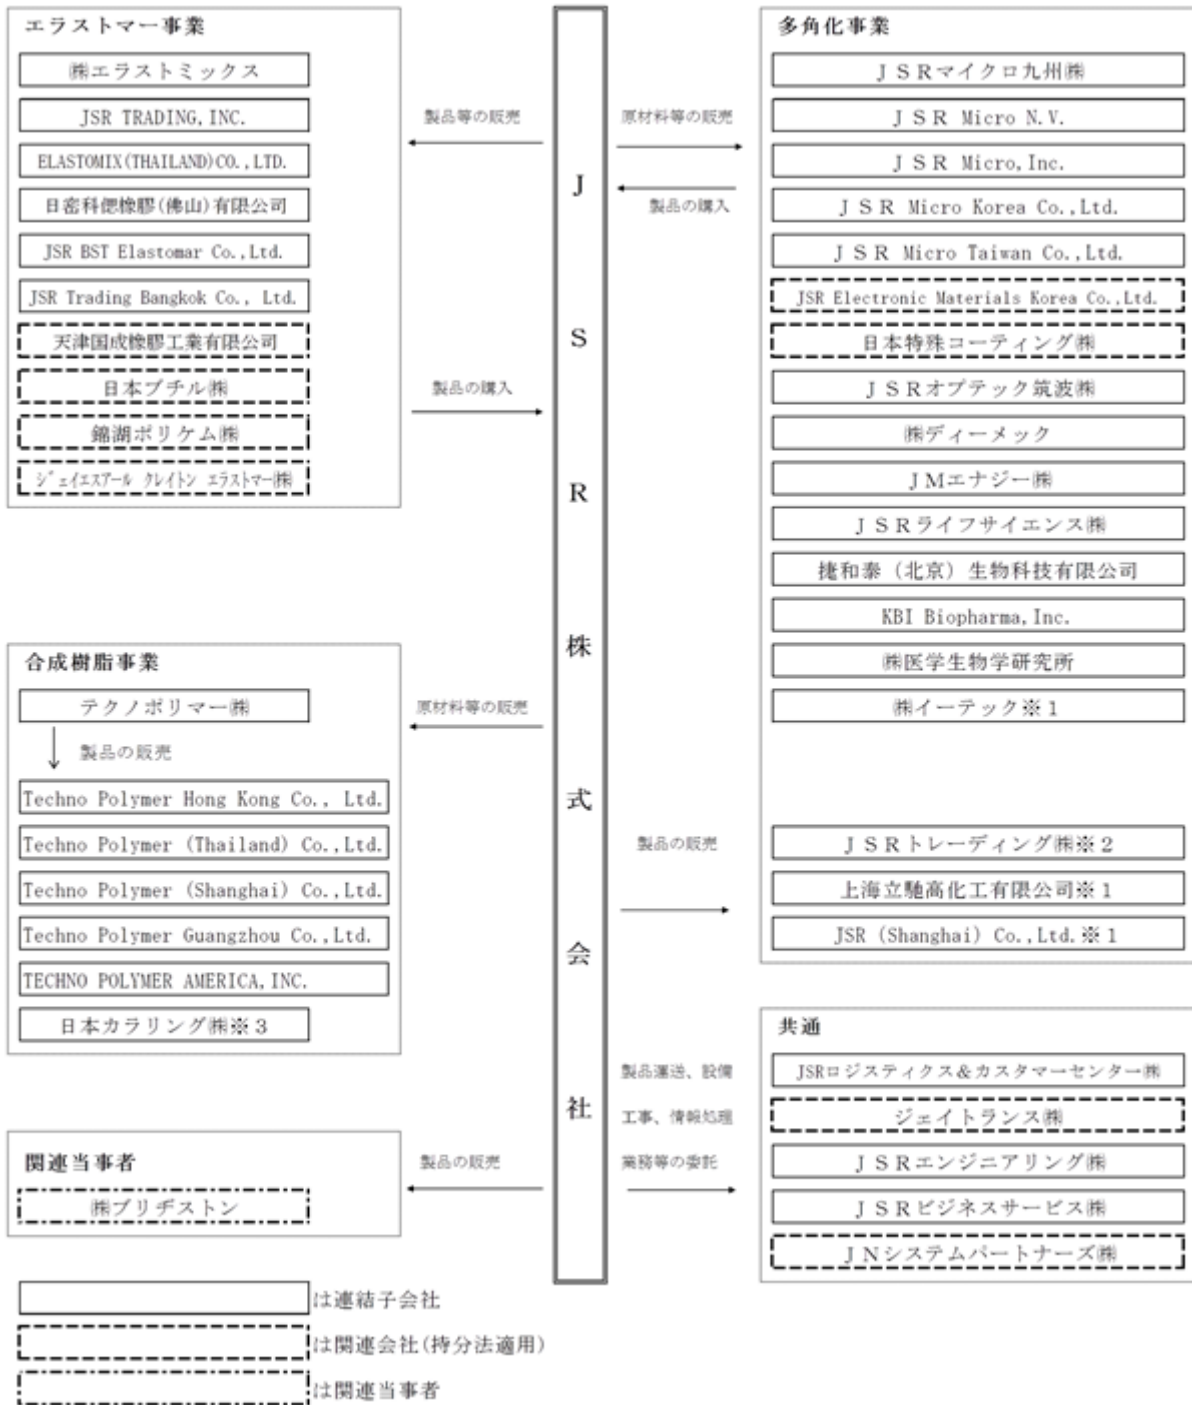 エラストマー事業
㈱エラストミックス
JSR TRADING,INC.
ELASTOMIX(THAILAND)CO.,LTD.
日密科偲橡膠(佛山)有限公司
JSR BST Elastomar Co.,Ltd.
JSR Trading Bangkok Co., Ltd.
天津国成橡膠工業有限公司
日本ブチル㈱
錦湖ポリケム㈱
ジェイエスアール クレイトン エラストマー㈱
製品等の販売
製品の購入
合成樹脂事業
テクノポリマー㈱
製品の販売
Techno Polymer Hong Kong Co., Ltd.
Techno Polymer (Thailand) Co.,Ltd.
Techno Polymer (Shanghai) Co.,Ltd.
Techno Polymer Guangzhou Co.,Ltd.
TECHNO POLYMER AMERICA,INC.
日本カラリング㈱※3
原材料等の販売
関連当事者
㈱ブリヂストン
製品の販売
JSR株式会社
原材料等の販売
製品の購入
多角化事業
JSRマイクロ九州㈱
JSR Micro N.V.
JSR Micro,Inc.
JSR Micro Korea Co.,Ltd.
JSR Micro Taiwan Co.,Ltd.
JSR Electronic Materials Korea Co.,Ltd.
日本特殊コーティング㈱
JSRオプテック筑波㈱
㈱ディーメック
JMエナジー㈱
JSRライフサイエンス㈱
捷和泰(北京)生物科技有限公司
KBI Biopharma,Inc.
㈱医学生物学研究所
㈱イーテック※1
製品の販売
JSRトレーディング㈱※2
上海立馳高化工有限公司※1
JSR (Shanghai) Co.,Ltd.※1
共通
JSRロジスティクス&カスタマーセンター㈱
ジェイトランス㈱
JSRエンジニアリング㈱
JSRビジネスサービス㈱
JNシステムパートナーズ㈱
製品運送、設備
工事、情報処理
業務等の委託
は連結子会社
は関連会社(持分法適用)
は関連当事者